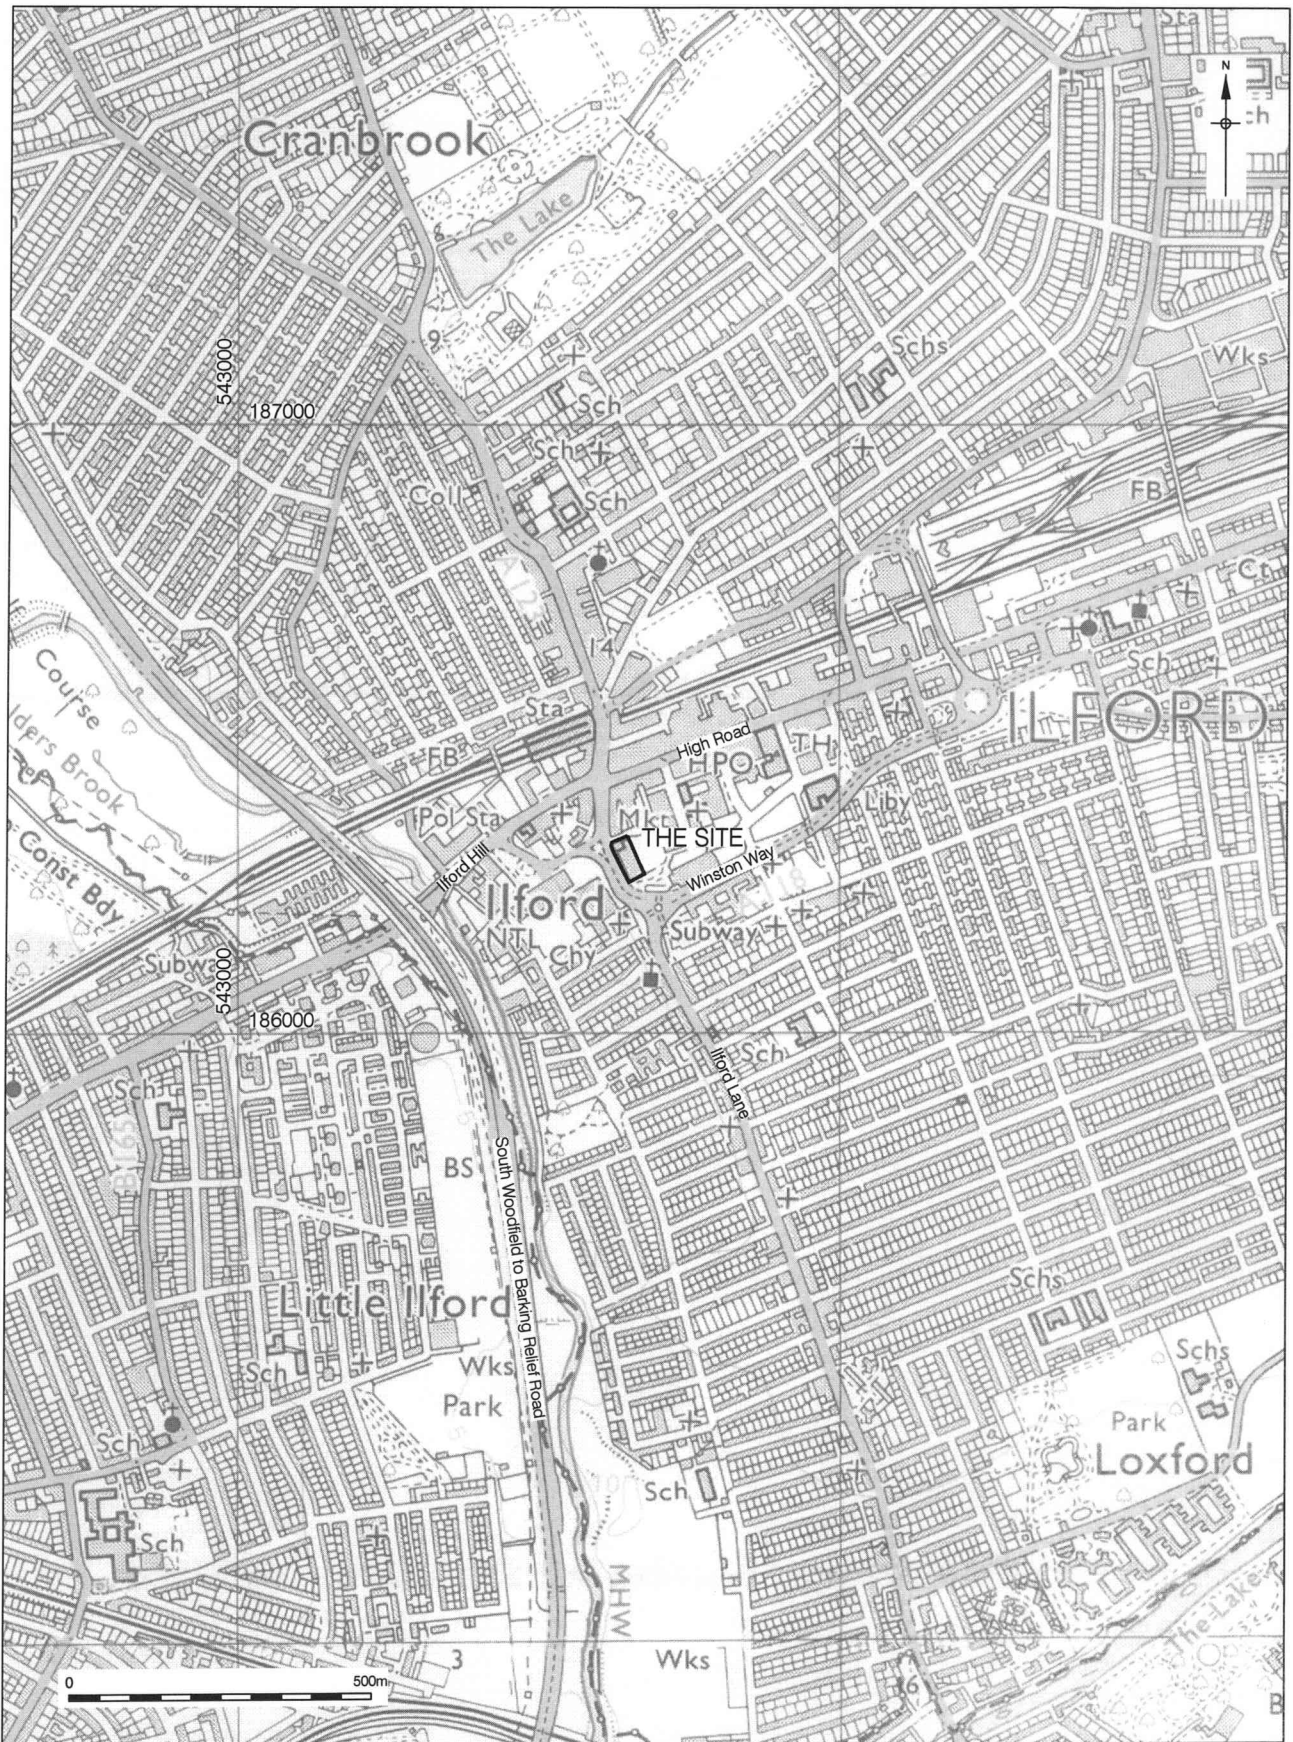 Sta
N
ch
Cranbrook
The Lake
9
Schs
Wks
543000
187000
Sch
Sch
Coll
Sch
FB
A123
Ct
14
Sch
Course
Sta
ILFORD
High Road
HPO
TH
FB
Brook
Pol Sta
Mkt
Liby
THE SITE
Ilford Hill
Winston Way
Const Bdy
Ilford
A118
NTL
Chy
Subway
Subway
543000
186000
Sch
Sch
Ilford Lane
B165
BS
South Woodfield to Barking Relief Road
Schs
Little Ilford
Wks
Schs
Sch
Park
Park
Sch
Loxford
Sch
Sch
MHW
The Lake
3
Wks
16
0
500m
B